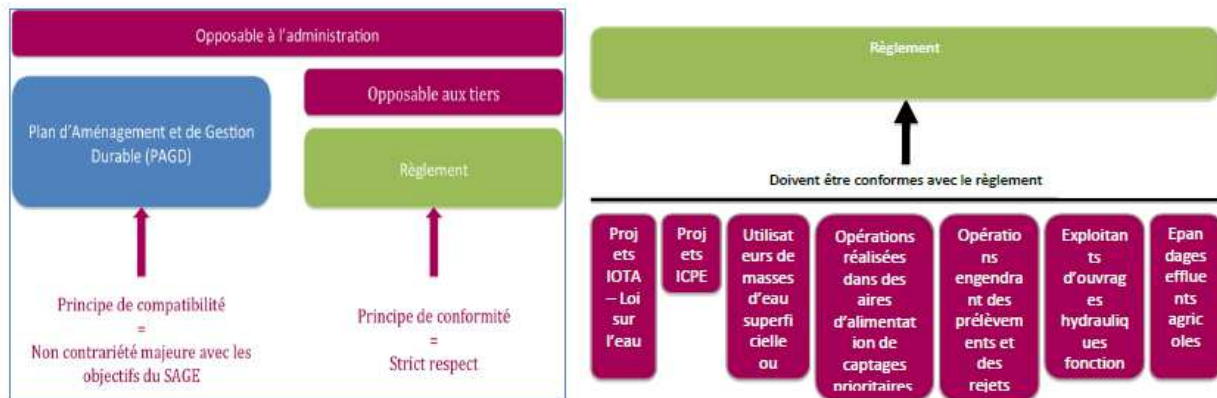 Opposable à l'administration
Plan d'Aménagement et de Gestion
Durable (PAGD)
Opposable aux tiers
Règlement
Principe de compatibilité
=
Non contrariété majeure avec les
objectifs du SAGE
Principe de conformité
=
Strict respect
Règlement
Doivent être conformes avec le règlement
Proj
ets
IOTA
– Loi
sur
l'eau
Proj
ets
ICPE
Utilisat
eurs de
masses
d'eau
superfi
cielle
ou
Opérations
réalisées
dans des
aires
d'alimentat
ion de
captages
prioritaires
Opératio
ns
engendra
nt des
prélèvem
ents et
des
rejets
Exploitan
ts
d'ouvrag
es
hydrauliq
ues
fonction
Epan
dages
efflue
nts
agric
oles